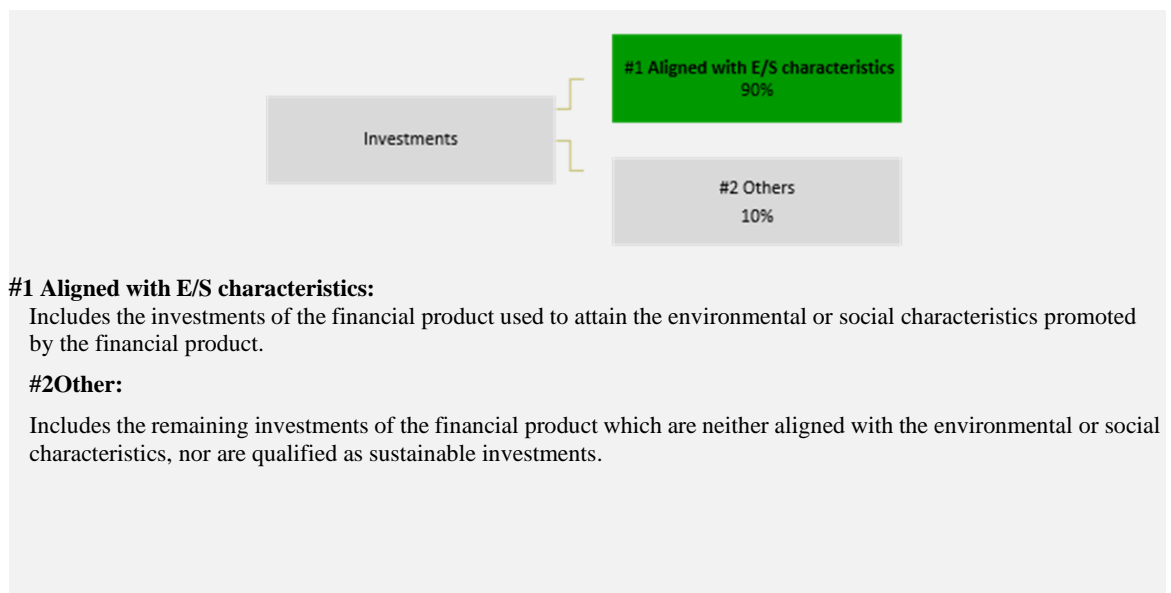 #1 Aligned with E/S characteristics
90%
Investments
#2 Others
10%
#1 Aligned with E/S characteristics:
Includes the investments of the financial product used to attain the environmental or social characteristics promoted
by the financial product.
#2Other:
Includes the remaining investments of the financial product which are neither aligned with the environmental or social
characteristics, nor are qualified as sustainable investments.